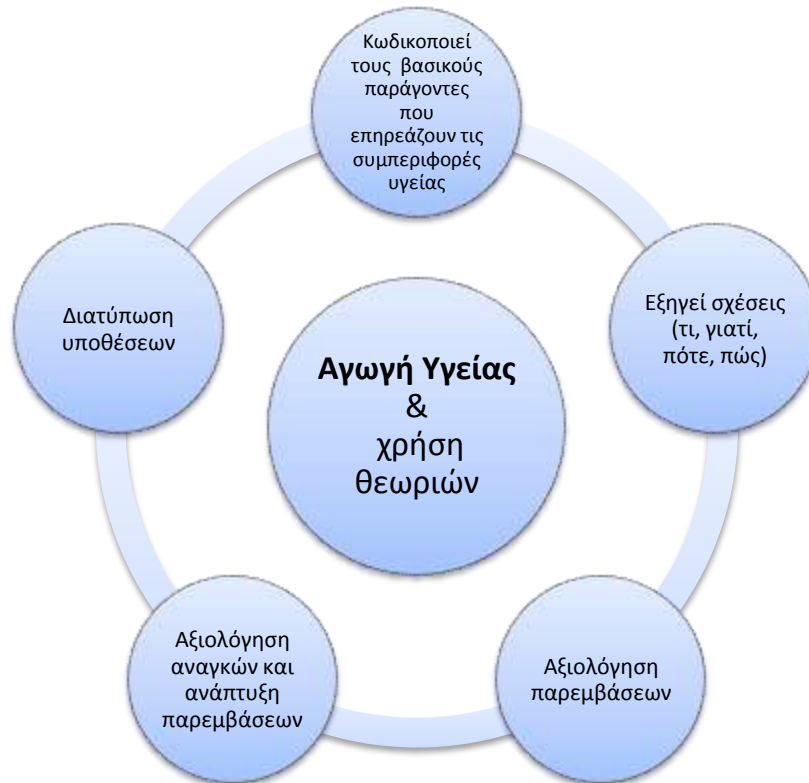 Κωδικοποιεί
τους βασικούς
παράγοντες
που
επηρεάζουν τις
συμπεριφορές
υγείας
Διατύπωση
υποθέσεων
Εξηγεί σχέσεις
(τι, γιατί,
πότε, πώς)
Αγωγή Υγείας
&
χρήση
θεωριών
Αξιολόγηση
αναγκών και
ανάπτυξη
παρεμβάσεων
Αξιολόγηση
παρεμβάσεων